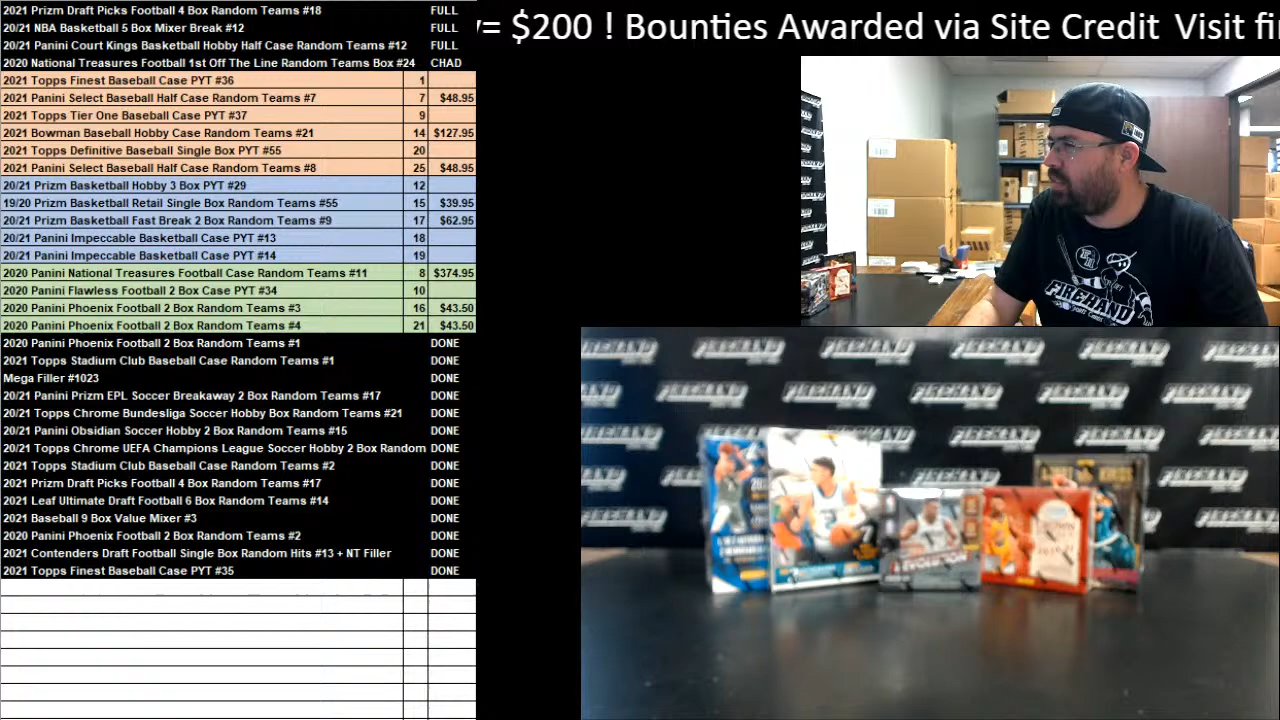 2021 Prizm Draft Picks Football 4 Box Random Teams #18 FULL
20/21 NBA Basketball 5 Box Mixer Break #12 FULL
20/21 Panini Court Kings Basketball Hobby Half Case Random Teams #12 FULL
2020 National Treasures Football 1st Off The Line Random Teams Box #24 CHAD
2021 Topps Finest Baseball Case PYT #36 1
2021 Panini Select Baseball Half Case Random Teams #7 7 $48.95
2021 Topps Tier One Baseball Case PYT #37 9
2021 Bowman Baseball Hobby Case Random Teams #21 14 $127.95
2021 Topps Definitive Baseball Single Box PYT #55 20
2021 Panini Select Baseball Half Case Random Teams #8 25 $48.95
20/21 Prizm Basketball Hobby 3 Box PYT #29 12
19/20 Prizm Basketball Retail Single Box Random Teams #55 15 $39.95
20/21 Prizm Basketball Fast Break 2 Box Random Teams #9 17 $62.95
20/21 Panini Impeccable Basketball Case PYT #13 18
20/21 Panini Impeccable Basketball Case PYT #14 19
2020 Panini National Treasures Football Case Random Teams #11 8 $374.95
2020 Panini Flawless Football 2 Box Case PYT #34 10
2020 Panini Phoenix Football 2 Box Random Teams #3 16 $43.50
2020 Panini Phoenix Football 2 Box Random Teams #4 21 $43.50
2020 Panini Phoenix Football 2 Box Random Teams #1 DONE
2021 Topps Stadium Club Baseball Case Random Teams #1 DONE
Mega Filler #1023 DONE
20/21 Panini Prizm EPL Soccer Breakaway 2 Box Random Teams #17 DONE
20/21 Topps Chrome Bundesliga Soccer Hobby Box Random Teams #21 DONE
20/21 Panini Obsidian Soccer Hobby 2 Box Random Teams #15 DONE
20/21 Topps Chrome UEFA Champions League Soccer Hobby 2 Box Random DONE
2021 Topps Stadium Club Baseball Case Random Teams #2 DONE
2021 Prizm Draft Picks Football 4 Box Random Teams #17 DONE
2021 Leaf Ultimate Draft Football 6 Box Random Teams #14 DONE
2021 Baseball 9 Box Value Mixer #3 DONE
2020 Panini Phoenix Football 2 Box Random Teams #2 DONE
2021 Contenders Draft Football Single Box Random Hits #13 + NT Filler DONE
2021 Topps Finest Baseball Case PYT #35 DONE
= $200 ! Bounties Awarded via Site Credit Visit fi
FIREHAND
FIREHAND
EVOLUTION